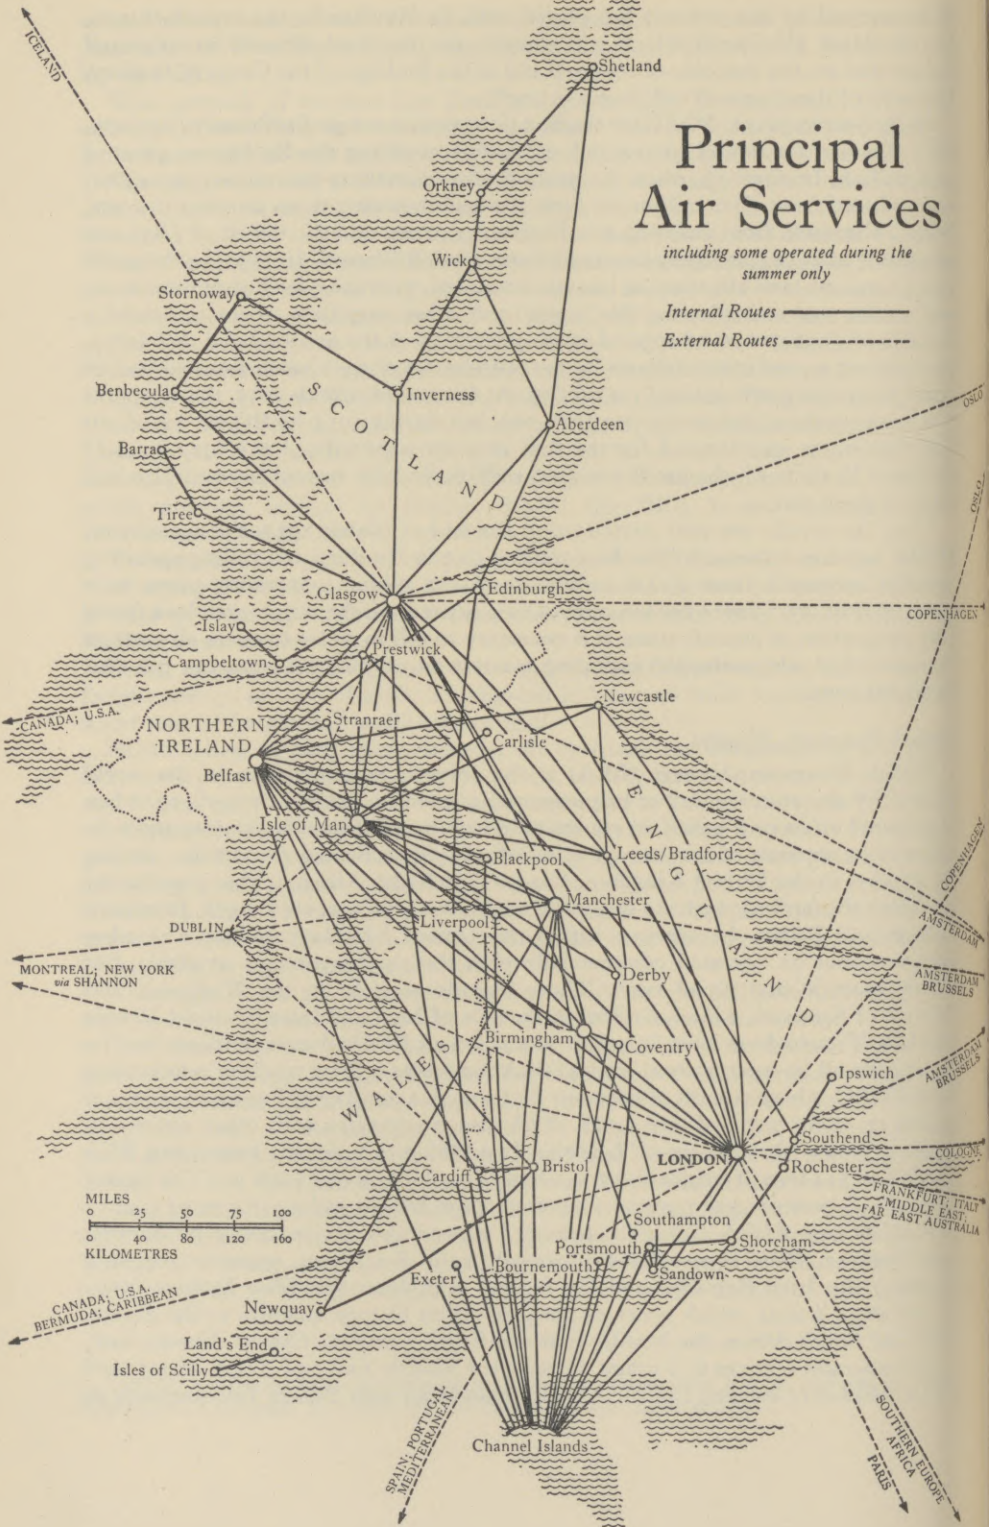 ICELAND
Shetland
Principal
Air Services
including some operated during the
summer only
Internal Routes
External Routes
Orkney
Wick
Stornoway
Benbecula
Inverness
SCOTLAND
OSLO
Aberdeen
Barra
OSLO
Tiree
Glasgow
Edinburgh
COPENHAGEN
Islay
Campbeltown
Prestwick
CANADA; U.S.A.
NORTHERN
IRELAND
Stranraer
Newcastle
Carlisle
Belfast
Isle of Man
ENGLAND
Blackpool
Leeds/Bradford
COPENHAGEN
Manchester
Liverpool
DUBLIN
AMSTERDAM
MONTREAL; NEW YORK
via SHANNON
Derby
AMSTERDAM
BRUSSELS
Birmingham
Coventry
WALES
Ipswich
AMSTERDAM
BRUSSELS
Southend
COLOGNE
LONDON
Rochester
Cardiff
Bristol
FRANKFURT, ITALY
MIDDLE EAST,
FAR EAST AUSTRALIA
MILES
0 25 50 75 100
0 40 80 120 160
KILOMETRES
Southampton
Portsmouth
Shoreham
Bournemouth
Sandown
Exeter
CANADA; U.S.A.
BERMUDA; CARIBBEAN
Newquay
Land's End
Isles of Scilly
SPAIN; PORTUGAL
MEDITERRANEAN
Channel Islands
SOUTHERN EUROPE
AFRICA
PARIS